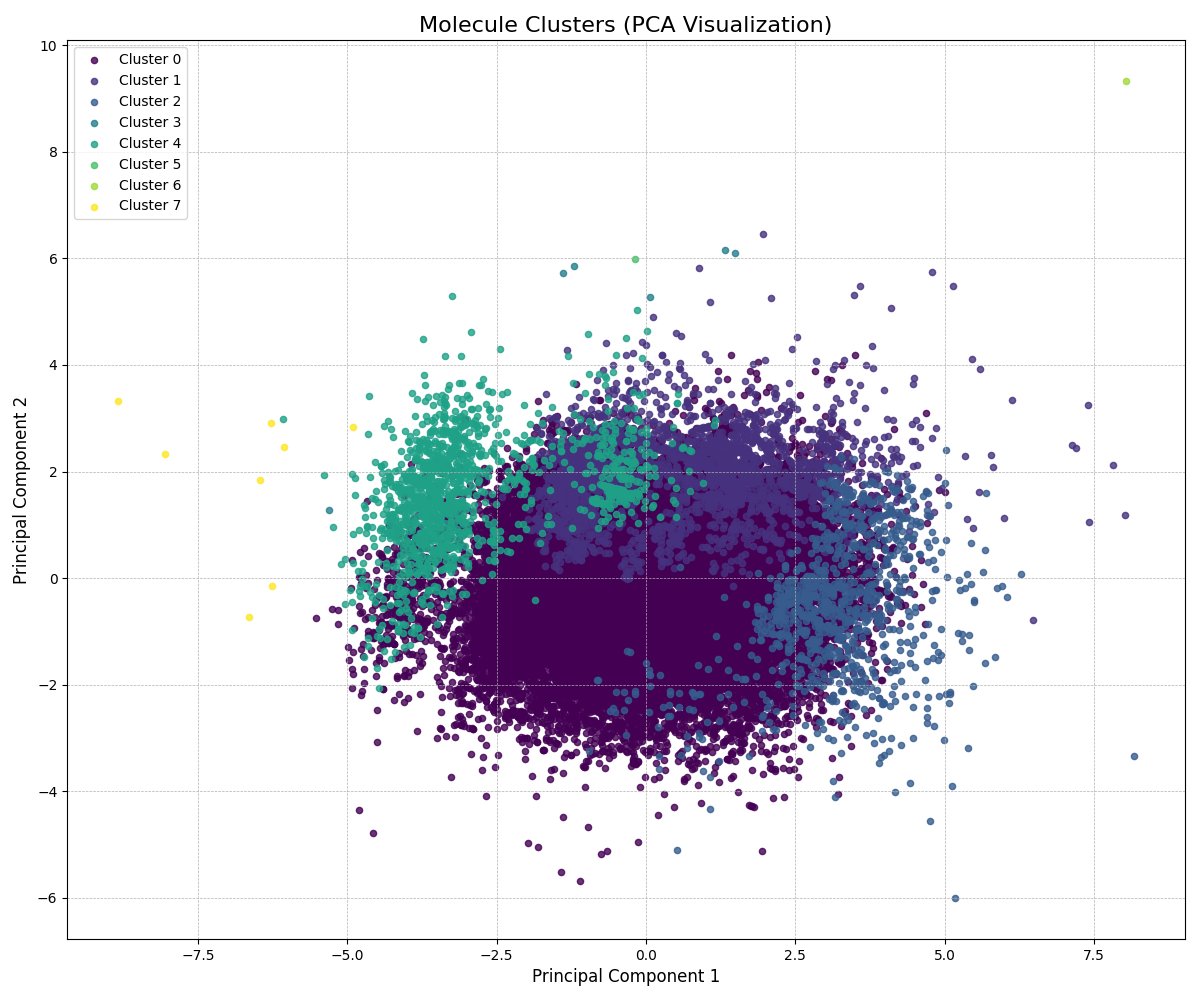 Molecule Clusters (PCA Visualization)
Cluster 0
Cluster 1
Cluster 2
Cluster 3
Cluster 4
Cluster 5
Cluster 6
Cluster 7
10
8
6
4
2
0
−2
−4
−6
Principal Component 2
−7.5 −5.0 −2.5 0.0 2.5 5.0 7.5
Principal Component 1